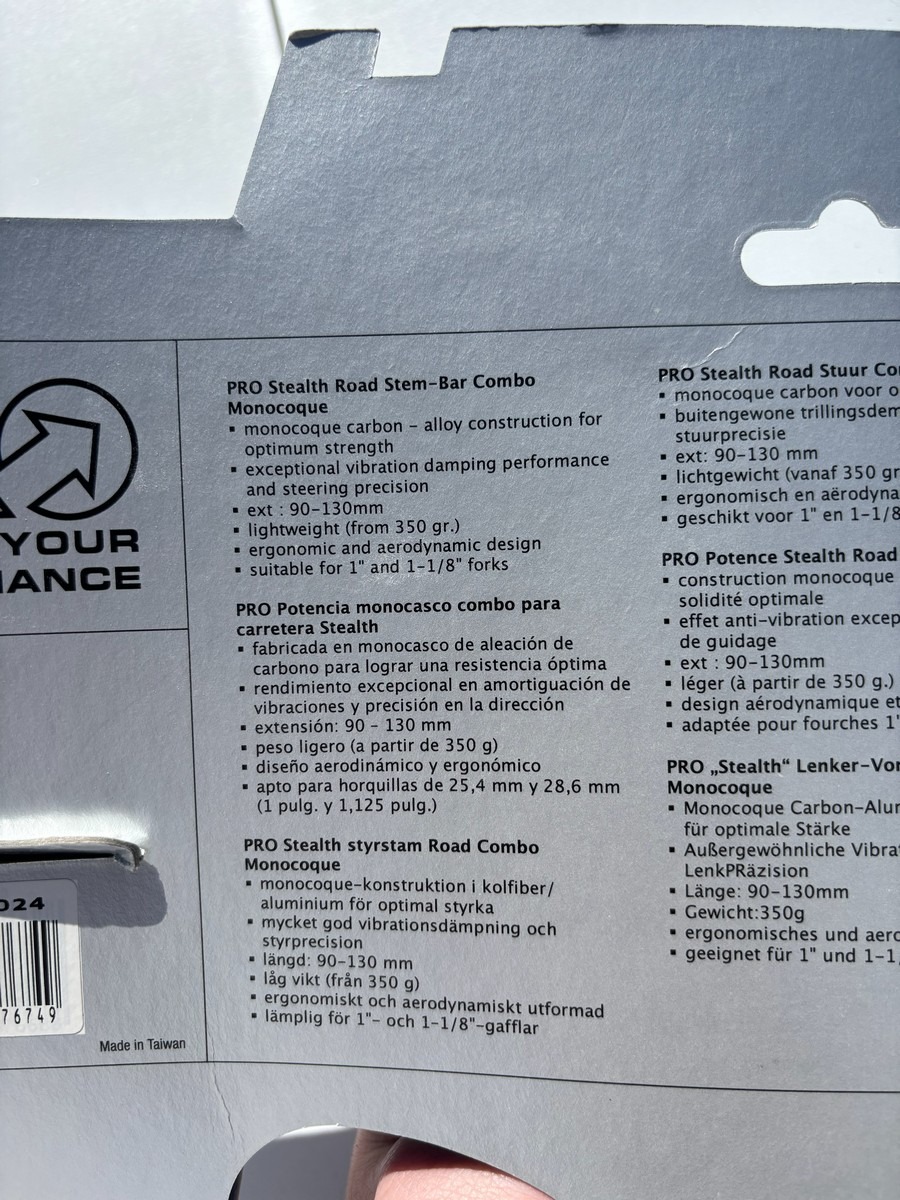 YOUR
PRO Stealth Road Stem-Bar Combo
Monocoque
▪ monocoque carbon - alloy construction for
optimum strength
▪ exceptional vibration damping performance
and steering precision
▪ ext : 90-130mm
▪ lightweight (from 350 gr.)
▪ ergonomic and aerodynamic design
▪ suitable for 1" and 1-1/8" forks
PRO Potencia monocasco combo para
carretera Stealth
▪ fabricada en monocasco de aleación de
carbono para lograr una resistencia óptima
▪ rendimiento excepcional en amortiguación de
vibraciones y precisión en la dirección
▪ extensión: 90 - 130 mm
▪ peso ligero (a partir de 350 g)
▪ diseño aerodinámico y ergonómico
▪ apto para horquillas de 25,4 mm y 28,6 mm
(1 pulg. y 1,125 pulg.)
PRO Stealth styrstam Road Combo
Monocoque
▪ monocoque-konstruktion i kolfiber/
aluminium för optimal styrka
▪ mycket god vibrationsdämpning och
styrprecision
▪ längd: 90-130 mm
▪ låg vikt (från 350 g)
▪ ergonomiskt och aerodynamiskt utformad
▪ lämplig för 1"- och 1-1/8"-gafflar
PRO Stealth Road Stuur
▪ monocoque carbon voor
▪ buitengewone
stuurprecisie
▪ ext: 90-130 mm
▪ lichtgewicht (vanaf 350 gr
▪ ergonomisch en
▪ geschikt voor 1" en 1-1/8
PRO Potence Stealth Road
▪ construction monocoque
solidité optimale
▪ effet anti-vibration
de guidage
▪ ext : 90-130mm
▪ léger (à partir de 350 g.)
▪ design aérodynamique et
▪ adaptée pour fourches 1"
PRO „Stealth“
Monocoque
▪ Monocoque
für optimale Stärke
▪ Außergewöhnliche
LenkPRäzision
▪ Länge: 90-130mm
▪ Gewicht:350g
▪ ergonomisches und
▪ geeignet für 1" und
024
76749
Made in Taiwan